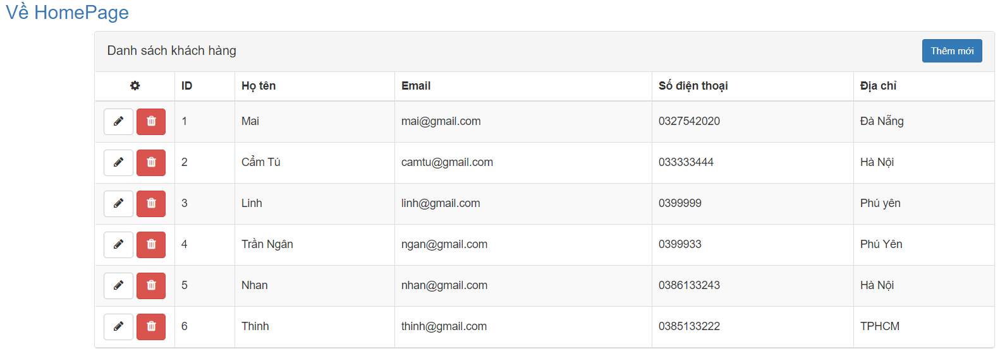 Về HomePage
Danh sách khách hàng Thêm mới
ID Họ tên Email Số điện thoại Địa chỉ
1 Mai mai@gmail.com 0327542020 Đà Nẵng
2 Cẩm Tú camtu@gmail.com 033333444 Hà Nội
3 Linh linh@gmail.com 0399999 Phú yên
4 Trần Ngân ngan@gmail.com 0399933 Phú Yên
5 Nhan nhan@gmail.com 0386133243 Hà Nội
6 Thinh thinh@gmail.com 0385133222 TPHCM